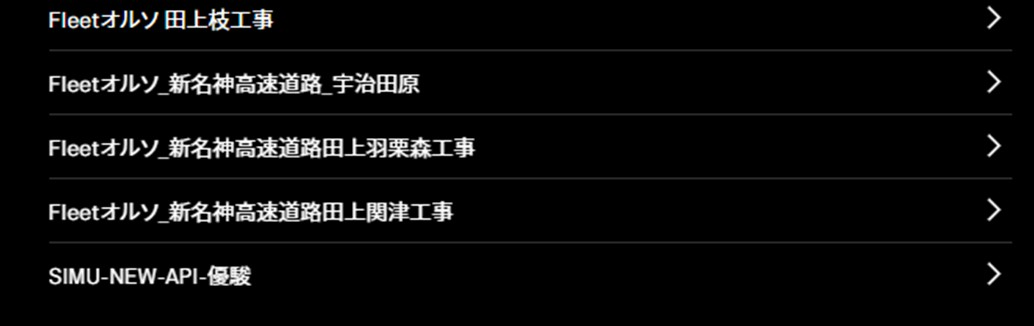 Fleetオルソ 田上枝工事
Fleetオルソ_新名神高速道路_宇治田原
Fleetオルソ_新名神高速道路田上羽栗森工事
Fleetオルソ_新名神高速道路田上関津工事
SIMU-NEW-API-優駿